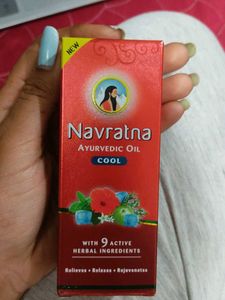 NEW
Navratna
AYURVEDIC OIL
COOL
WITH 9 ACTIVE
HERBAL INGREDIENTS
Relieves • Relaxes • Rejuvenates